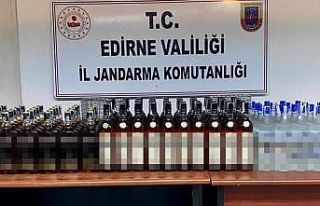 T.C.
EDİRNE VALİLİĞİ
İL JANDARMA KOMUTANLIĞI